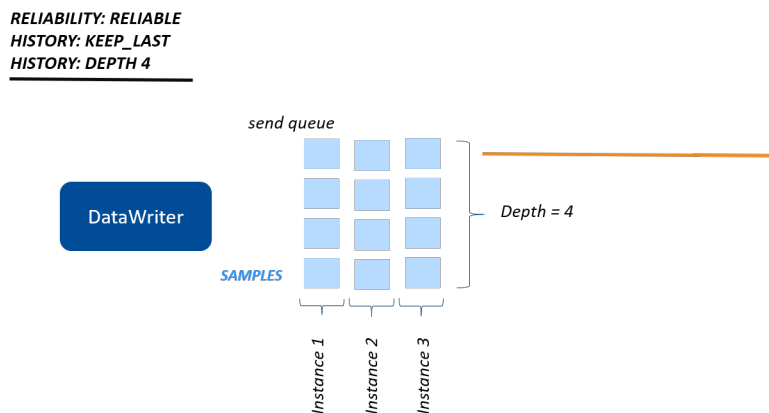 RELIABILITY: RELIABLE
HISTORY: KEEP_LAST
HISTORY: DEPTH 4
send queue
DataWriter
Depth = 4
SAMPLES
Instance 1
Instance 2
Instance 3